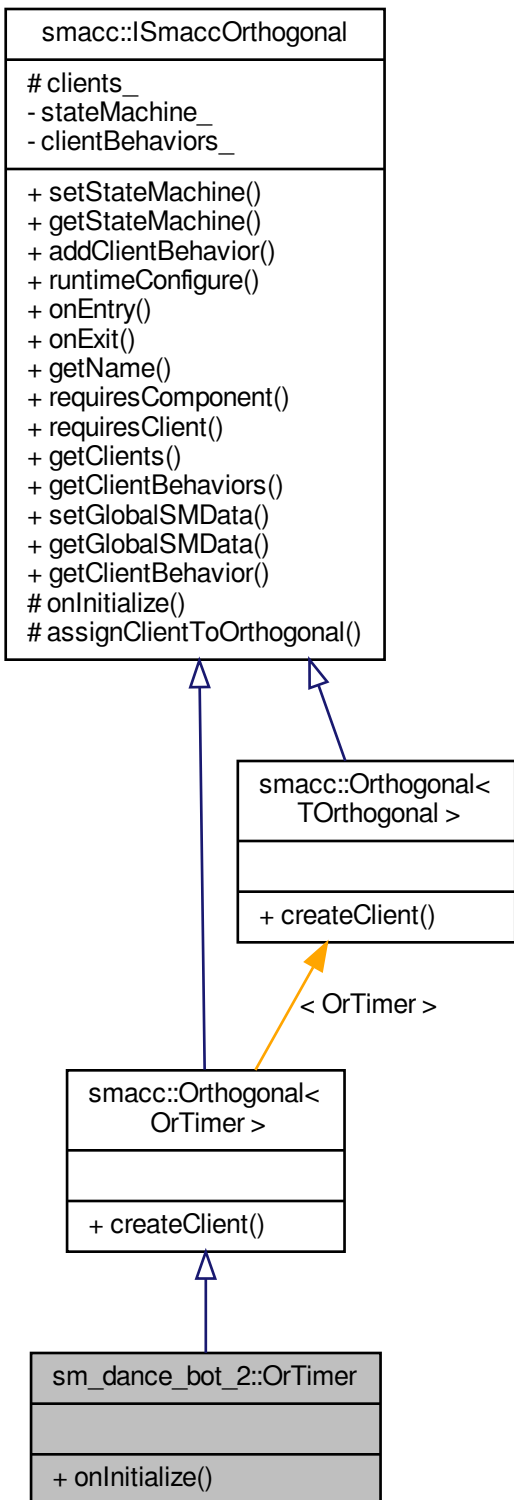 smacc::ISmaccOrthogonal
# clients_
- stateMachine_
- clientBehaviors_
+ setStateMachine()
+ getStateMachine()
+ addClientBehavior()
+ runtimeConfigure()
+ onEntry()
+ onExit()
+ getName()
+ requiresComponent()
+ requiresClient()
+ getClients()
+ getClientBehaviors()
+ setGlobalSMData()
+ getGlobalSMData()
+ getClientBehavior()
# onInitialize()
# assignClientToOrthogonal()
smacc::Orthogonal<
TOrthogonal >
+ createClient()
< OrTimer >
smacc::Orthogonal<
OrTimer >
+ createClient()
sm_dance_bot_2::OrTimer
+ onInitialize()